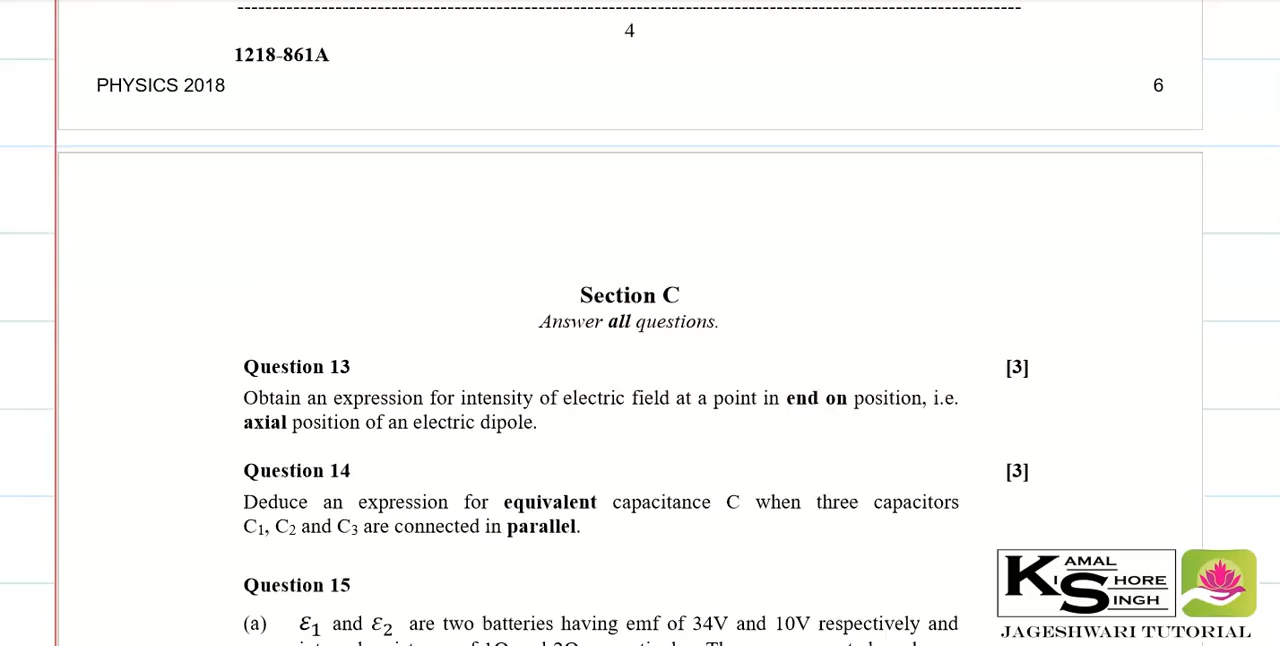 4
1218-861A
PHYSICS 2018 6
Section C
Answer all questions.
Question 13 [3]
Obtain an expression for intensity of electric field at a point in end on position, i.e.
axial position of an electric dipole.
Question 14 [3]
Deduce an expression for equivalent capacitance C when three capacitors
C₁, C₂ and C₃ are connected in parallel.
Question 15
(a) ℰ₁ and ℰ₂ are two batteries having emf of 34V and 10V respectively and
KAMAL
KISHORE
SINGH
JAGESHWARI TUTORIAL